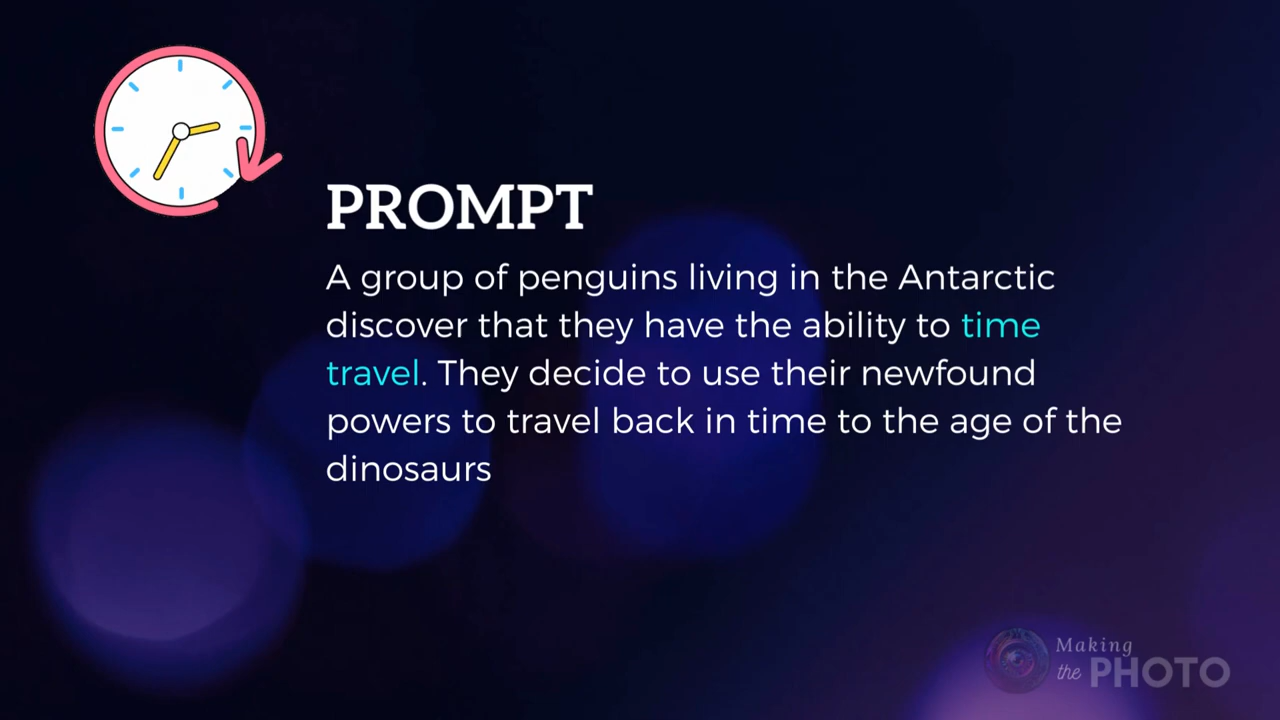 PROMPT
A group of penguins living in the Antarctic
discover that they have the ability to time
travel. They decide to use their newfound
powers to travel back in time to the age of the
dinosaurs
Making
the PHOTO